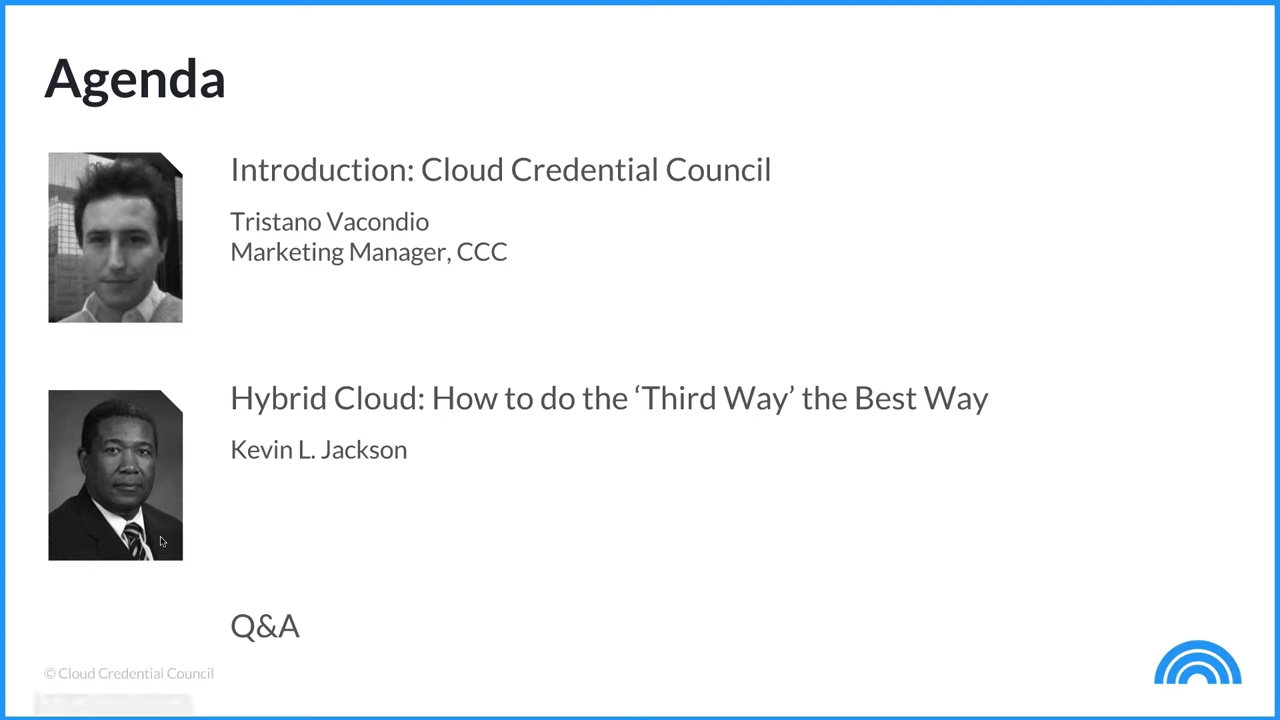 Agenda
Introduction: Cloud Credential Council
Tristano Vacondio
Marketing Manager, CCC
Hybrid Cloud: How to do the ‘Third Way’ the Best Way
Kevin L. Jackson
Q&A
© Cloud Credential Council